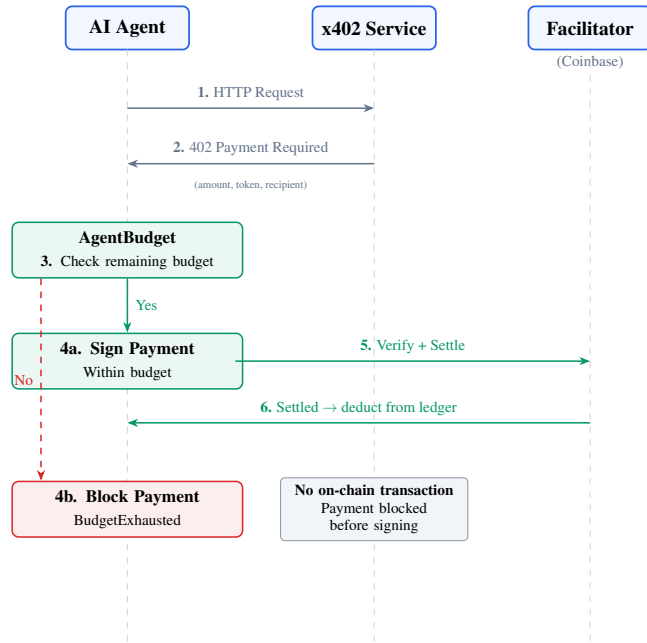 AI Agent
x402 Service
Facilitator
(Coinbase)
1. HTTP Request
2. 402 Payment Required
(amount, token, recipient)
AgentBudget
3. Check remaining budget
Yes
4a. Sign Payment
Within budget
5. Verify + Settle
No
6. Settled → deduct from ledger
4b. Block Payment
BudgetExhausted
No on-chain transaction
Payment blocked
before signing